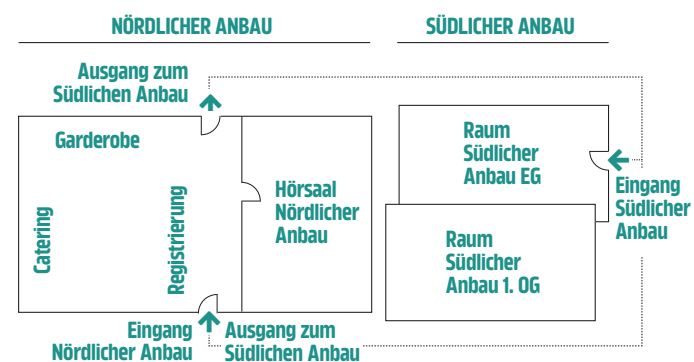 NÖRDLICHER ANBAU
SÜDLICHER ANBAU
Ausgang zum
Südlichen Anbau
Garderobe
Catering
Registrierung
Hörsaal
Nördlicher
Anbau
Eingang
Nördlicher Anbau
Ausgang zum
Südlichen Anbau
Raum
Südlicher
Anbau EG
Eingang
Südlicher
Anbau
Raum
Südlicher
Anbau 1. OG